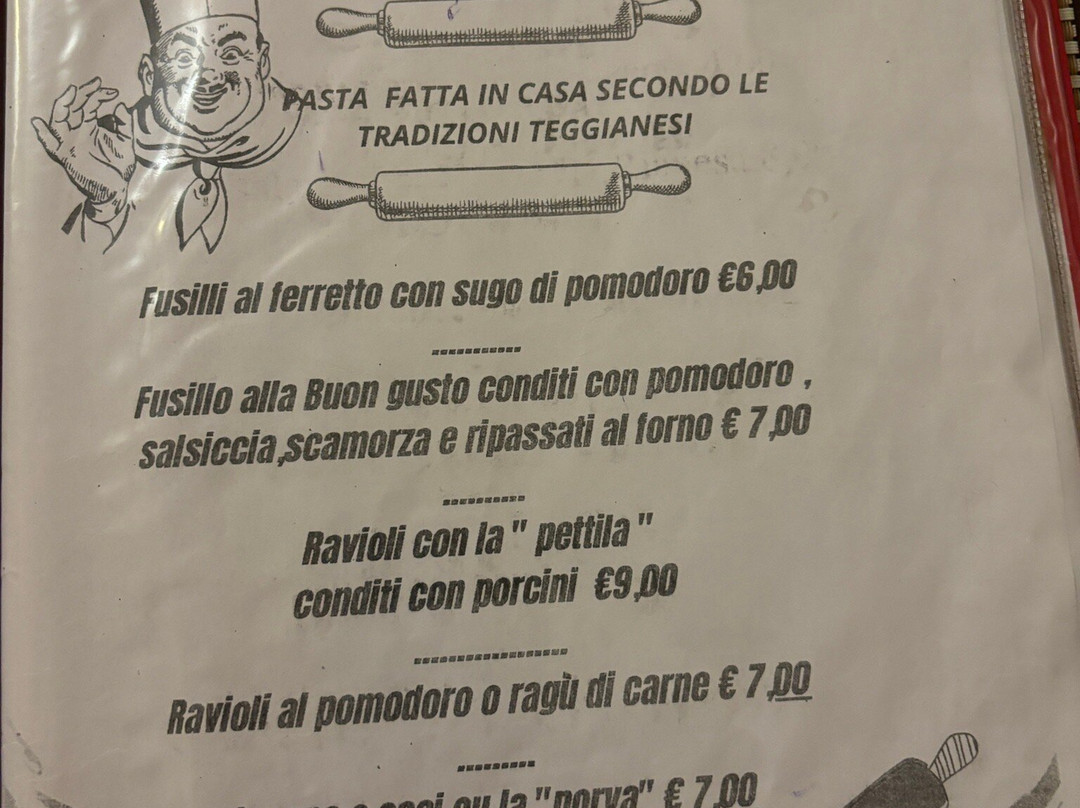 PASTA FATTA IN CASA SECONDO LE
TRADIZIONI TEGGIANESI
Fusilli al ferretto con sugo di pomodoro €6,00
Fusillo alla Buon gusto conditi con pomodoro ,
salsiccia,scamorza e ripassati al forno € 7,00
Ravioli con la " pettila "
conditi con porcini €9,00
Ravioli al pomodoro o ragù di carne € 7,00
cu la "porva" € 7,00